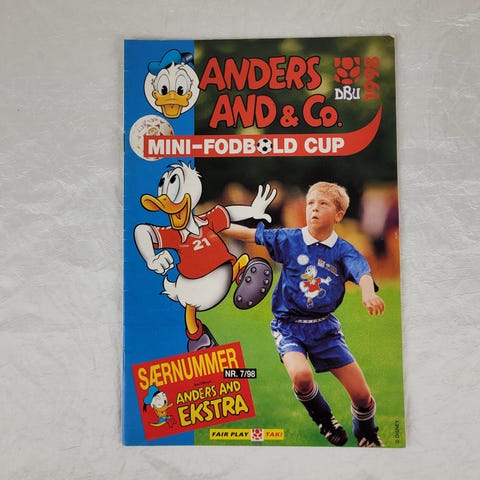 ANDERS
AND & Co.
DBU
1998
MINI-FODBOLD CUP
21
SÆRNUMMER
NR. 7/98
ANDERS AND
EKSTRA
FAIR PLAY TAK!
© DISNEY